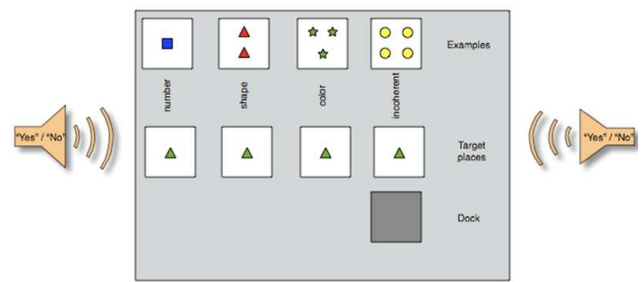 Examples
number
shape
color
incoherent
"Yes" / "No"
"Yes" / "No"
Target
places
Dock